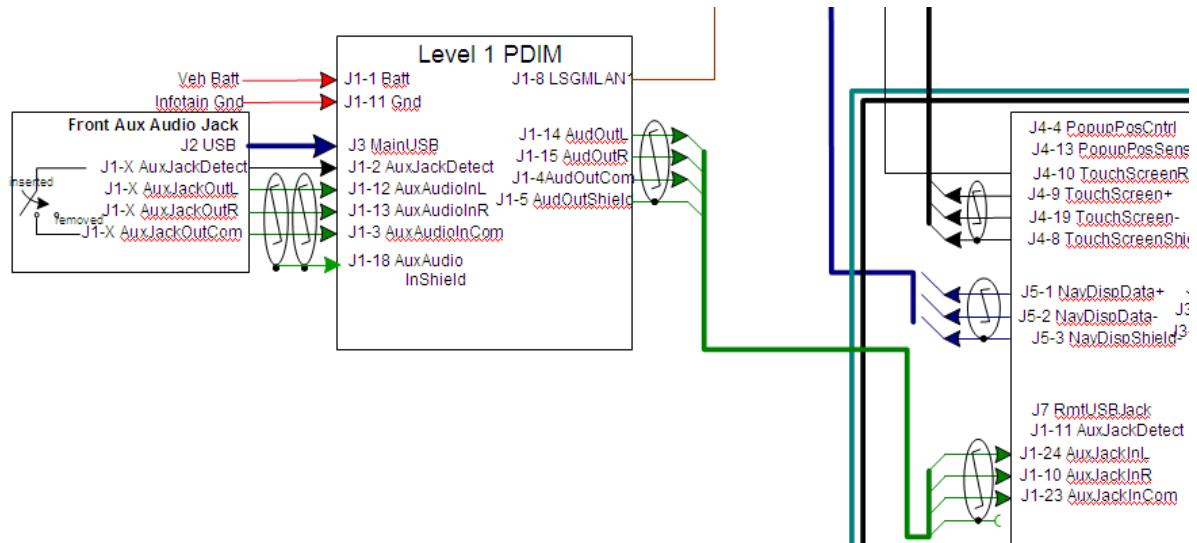 Level 1 PDIM
Veh Batt
Infotain Gnd
J1-1 Batt
J1-11 Gnd
J1-8 LSGMLAN1
Front Aux Audio Jack
J2 USB
J1-X AuxJackDetect
J1-X AuxJackOutL
J1-X AuxJackOutR
J1-X AuxJackOutCom
inserted
removed
J3 MainUSB
J1-2 AuxJackDetect
J1-12 AuxAudioInL
J1-13 AuxAudioInR
J1-3 AuxAudioInCom
J1-18 AuxAudio
InShield
J1-14 AudOutL
J1-15 AudOutR
J1-4AudOutCom
J1-5 AudOutShield
J4-4 PopupPosCntrl
J4-13 PopupPosSens
J4-10 TouchScreenR
J4-9 TouchScreen+
J4-19 TouchScreen-
J4-8 TouchScreenShie
J5-1 NavDispData+
J5-2 NavDispData-
J5-3 NavDispShield-
J3
J3-
J7 RmtUSBJack
J1-11 AuxJackDetect
J1-24 AuxJackInL
J1-10 AuxJackInR
J1-23 AuxJackInCom